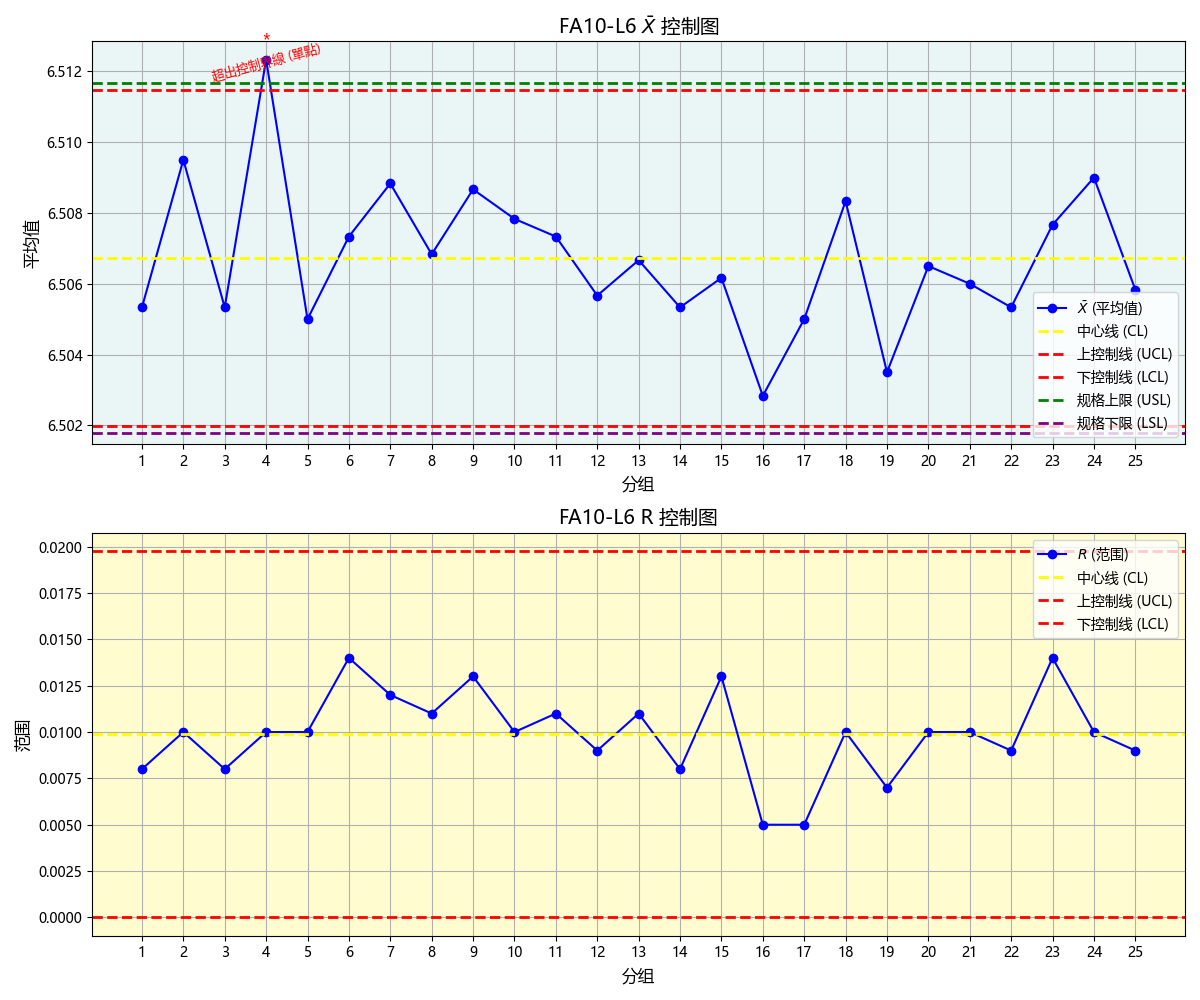 FA10-L6 X̄ 控制图
*
超出控制界線 (單點)
平均值
6.512
6.510
6.508
6.506
6.504
6.502
X̄ (平均值)
中心线 (CL)
上控制线 (UCL)
下控制线 (LCL)
规格上限 (USL)
规格下限 (LSL)
1 2 3 4 5 6 7 8 9 10 11 12 13 14 15 16 17 18 19 20 21 22 23 24 25
分组
FA10-L6 R 控制图
范围
0.0200
0.0175
0.0150
0.0125
0.0100
0.0075
0.0050
0.0025
0.0000
R (范围)
中心线 (CL)
上控制线 (UCL)
下控制线 (LCL)
1 2 3 4 5 6 7 8 9 10 11 12 13 14 15 16 17 18 19 20 21 22 23 24 25
分组